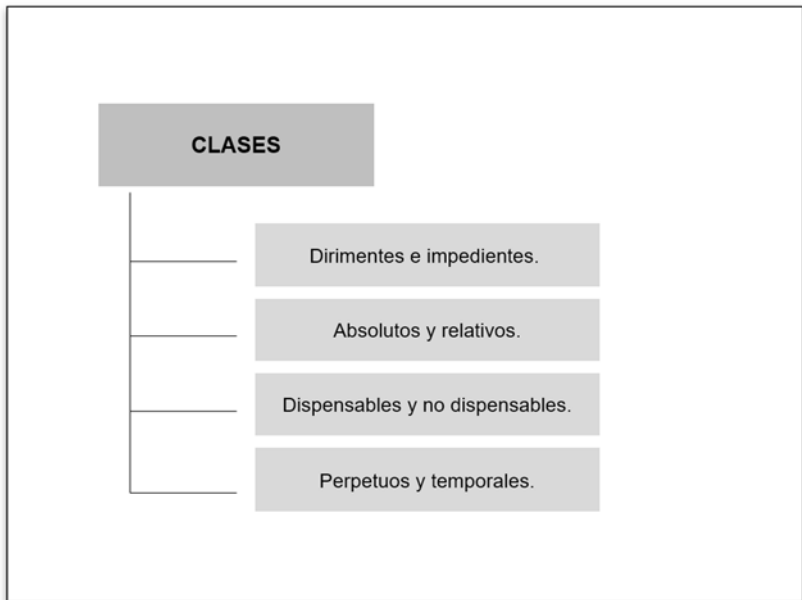 CLASES
Dirimentes e impedientes.
Absolutos y relativos.
Dispensables y no dispensables.
Perpetuos y temporales.